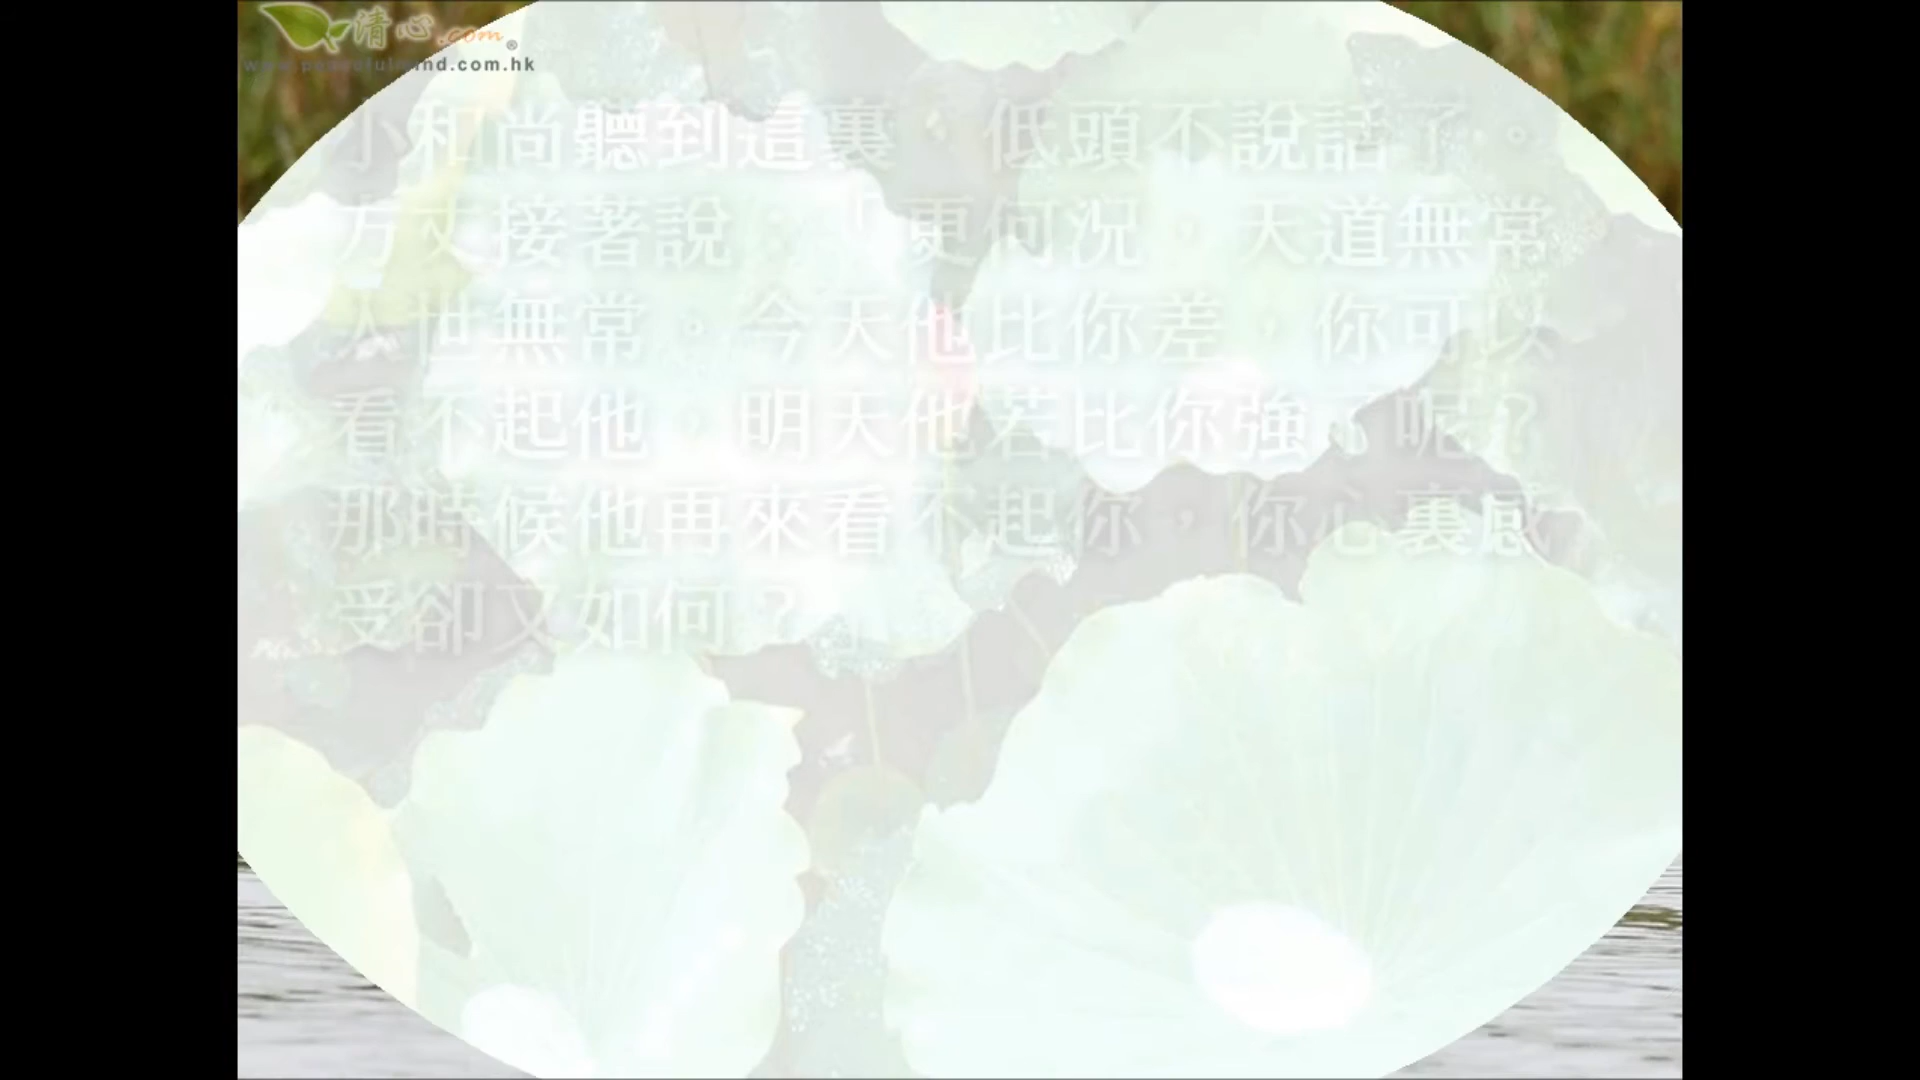 清心.com®
www.peacefulmind.com.hk
小和尚聽到這裏，低頭不說話了。
方丈接著說：「更何況，天道無常
人世無常。今天他比你差，你可以
看不起他，明天他若比你強了呢？
那時候他再來看不起你，你心裏感
受卻又如何？」